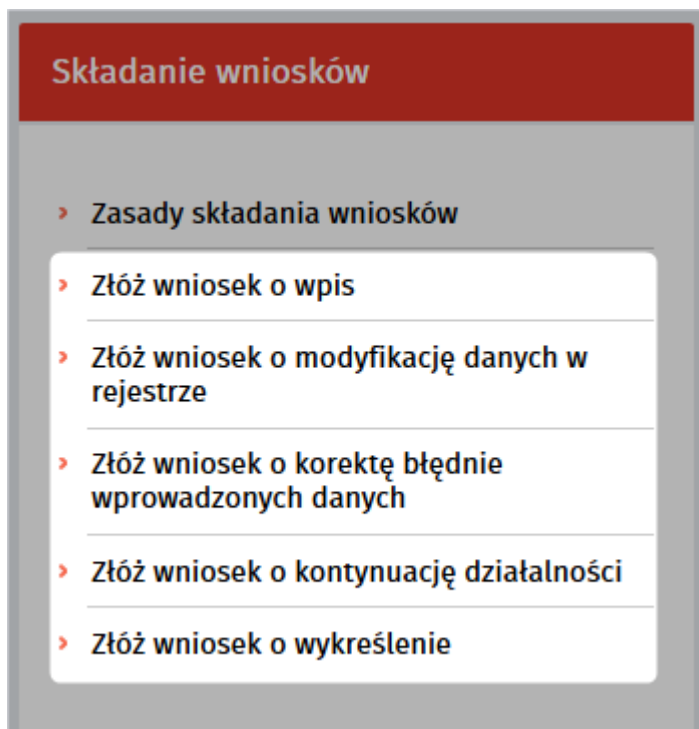 Składanie wniosków
Zasady składania wniosków
Złóż wniosek o wpis
Złóż wniosek o modyfikację danych w
rejestrze
Złóż wniosek o korektę błędnie
wprowadzonych danych
Złóż wniosek o kontynuację działalności
Złóż wniosek o wykreślenie